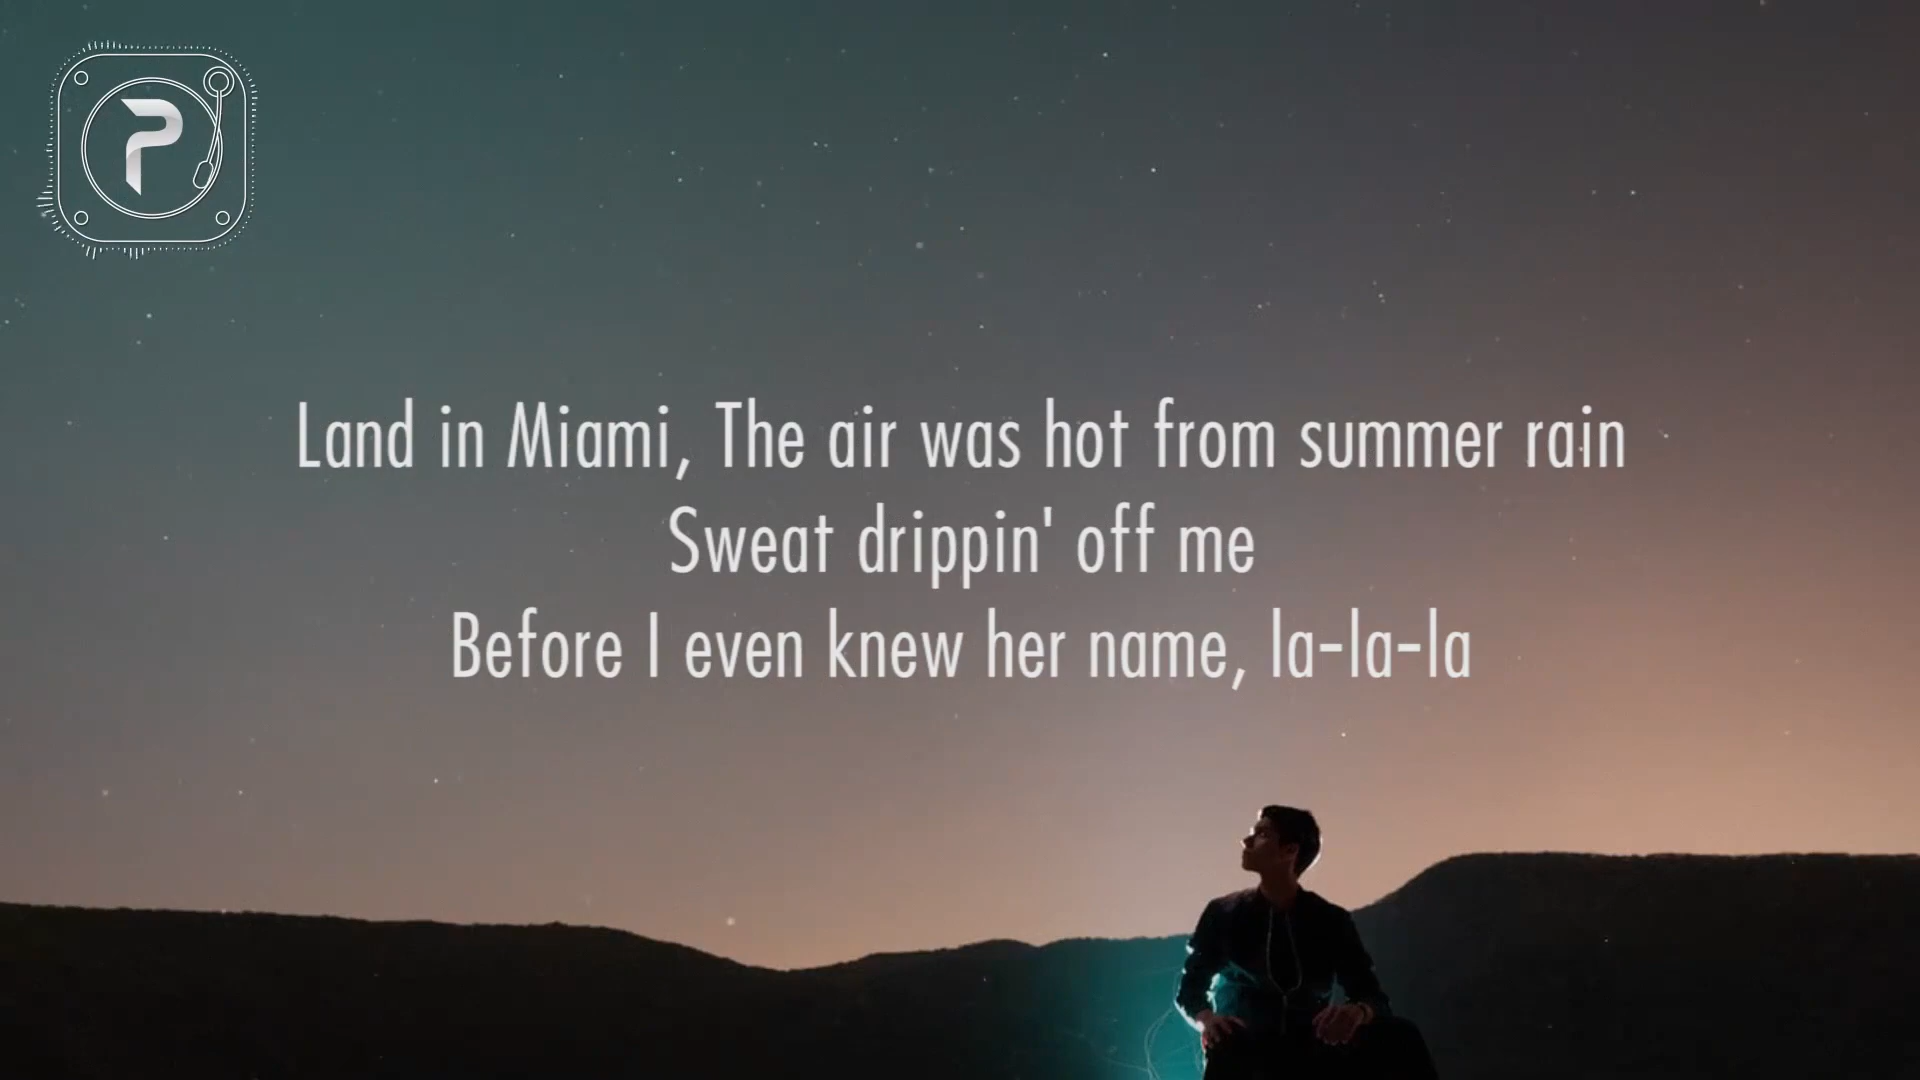 P
Land in Miami, The air was hot from summer rain
Sweat drippin' off me
Before I even knew her name, la-la-la